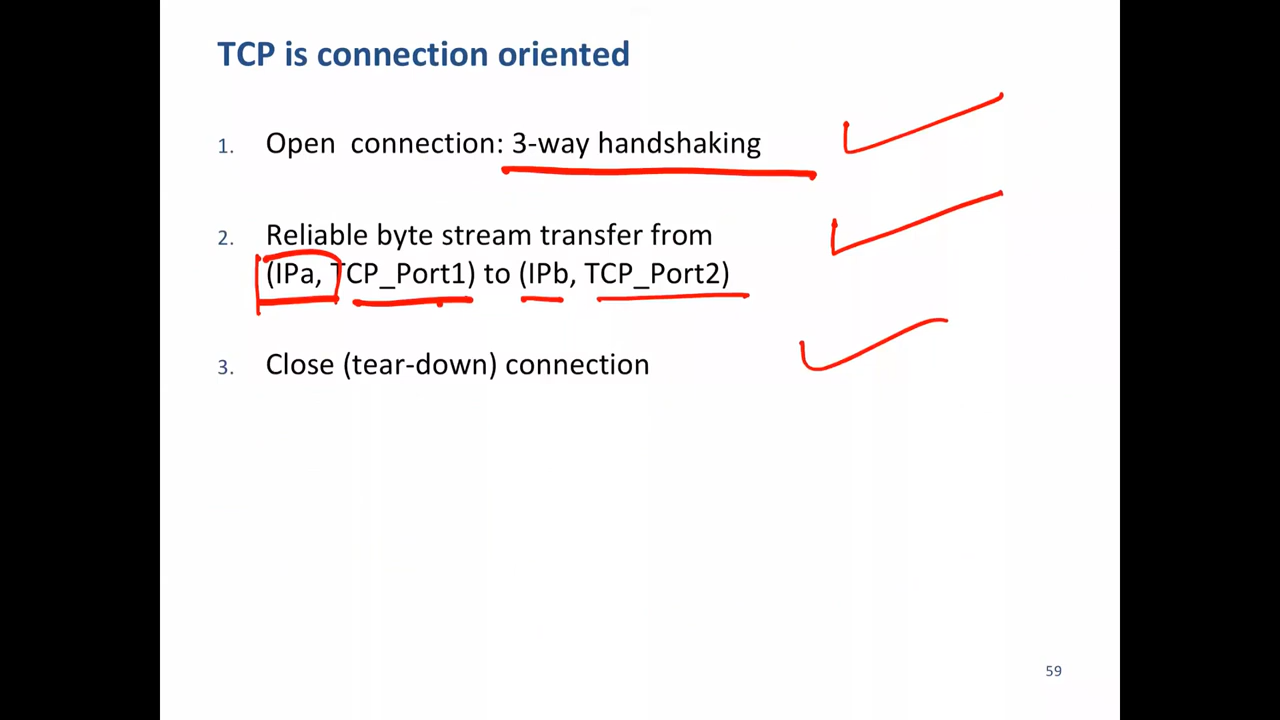 TCP is connection oriented
1. Open connection: 3-way handshaking
2. Reliable byte stream transfer from
(IPa, TCP_Port1) to (IPb, TCP_Port2)
3. Close (tear-down) connection
59